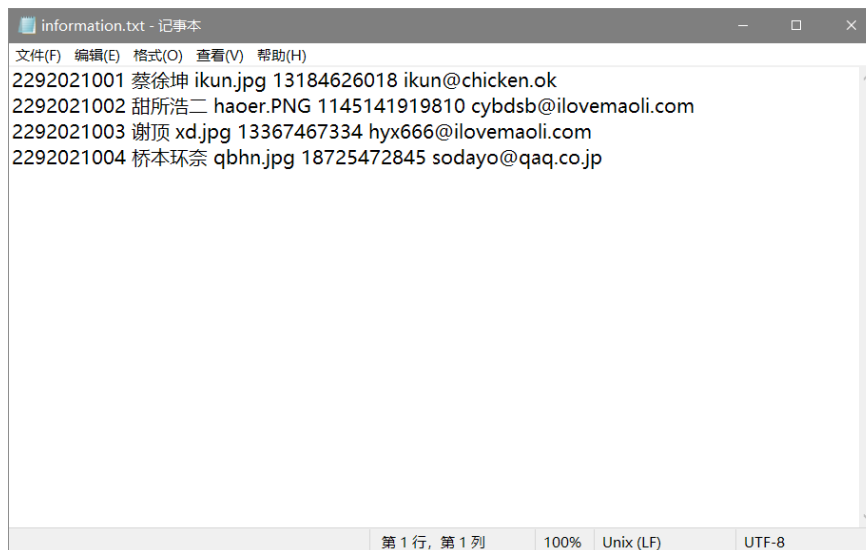 information.txt - 记事本
文件(F) 编辑(E) 格式(O) 查看(V) 帮助(H)
2292021001 蔡徐坤 ikun.jpg 13184626018 ikun@chicken.ok
2292021002 甜所浩二 haoer.PNG 1145141919810 cybdsb@ilovemaoli.com
2292021003 谢顶 xd.jpg 13367467334 hyx666@ilovemaoli.com
2292021004 桥本环奈 qbhn.jpg 18725472845 sodayo@qaq.co.jp
第 1 行，第 1 列 100% Unix (LF) UTF-8